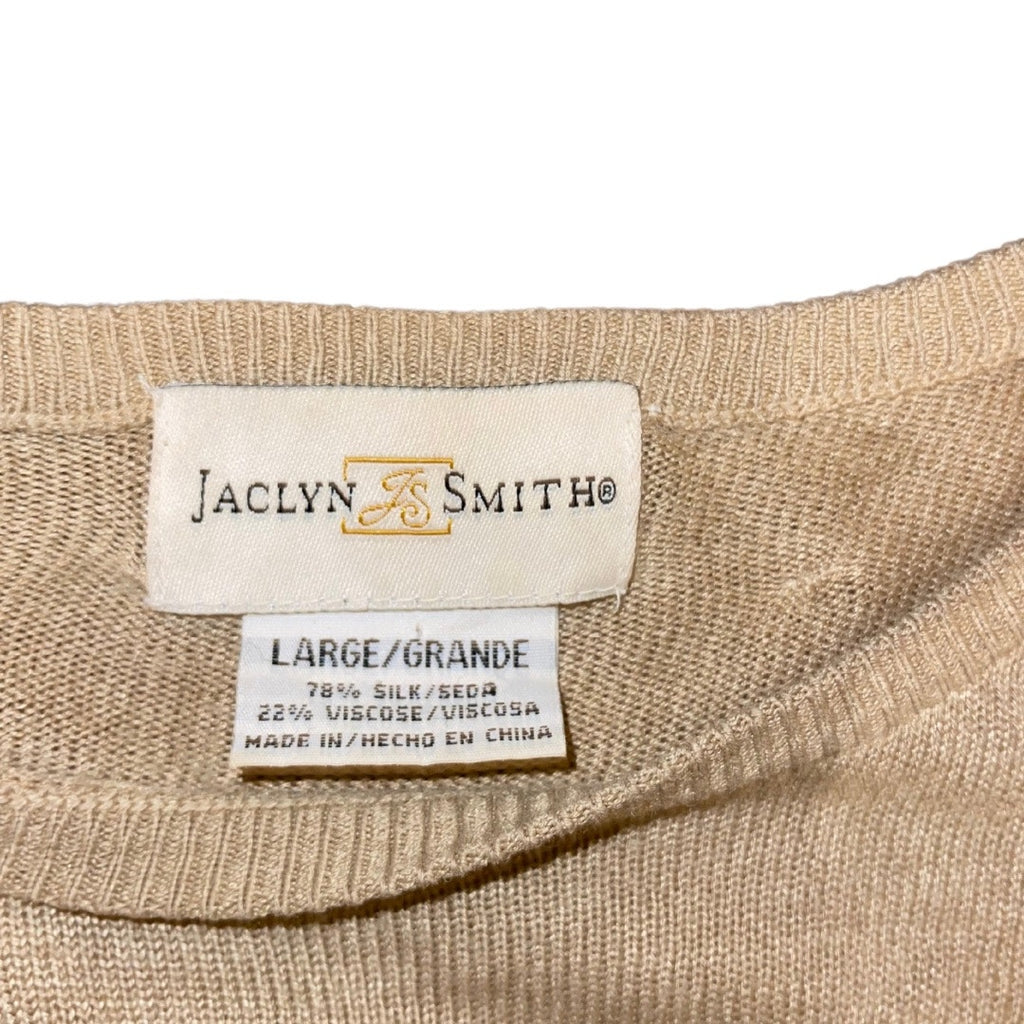 JACLYN JS SMITH®
LARGE/GRANDE
78% SILK/SEDA
22% VISCOSE/VISCOSA
MADE IN/HECHO EN CHINA